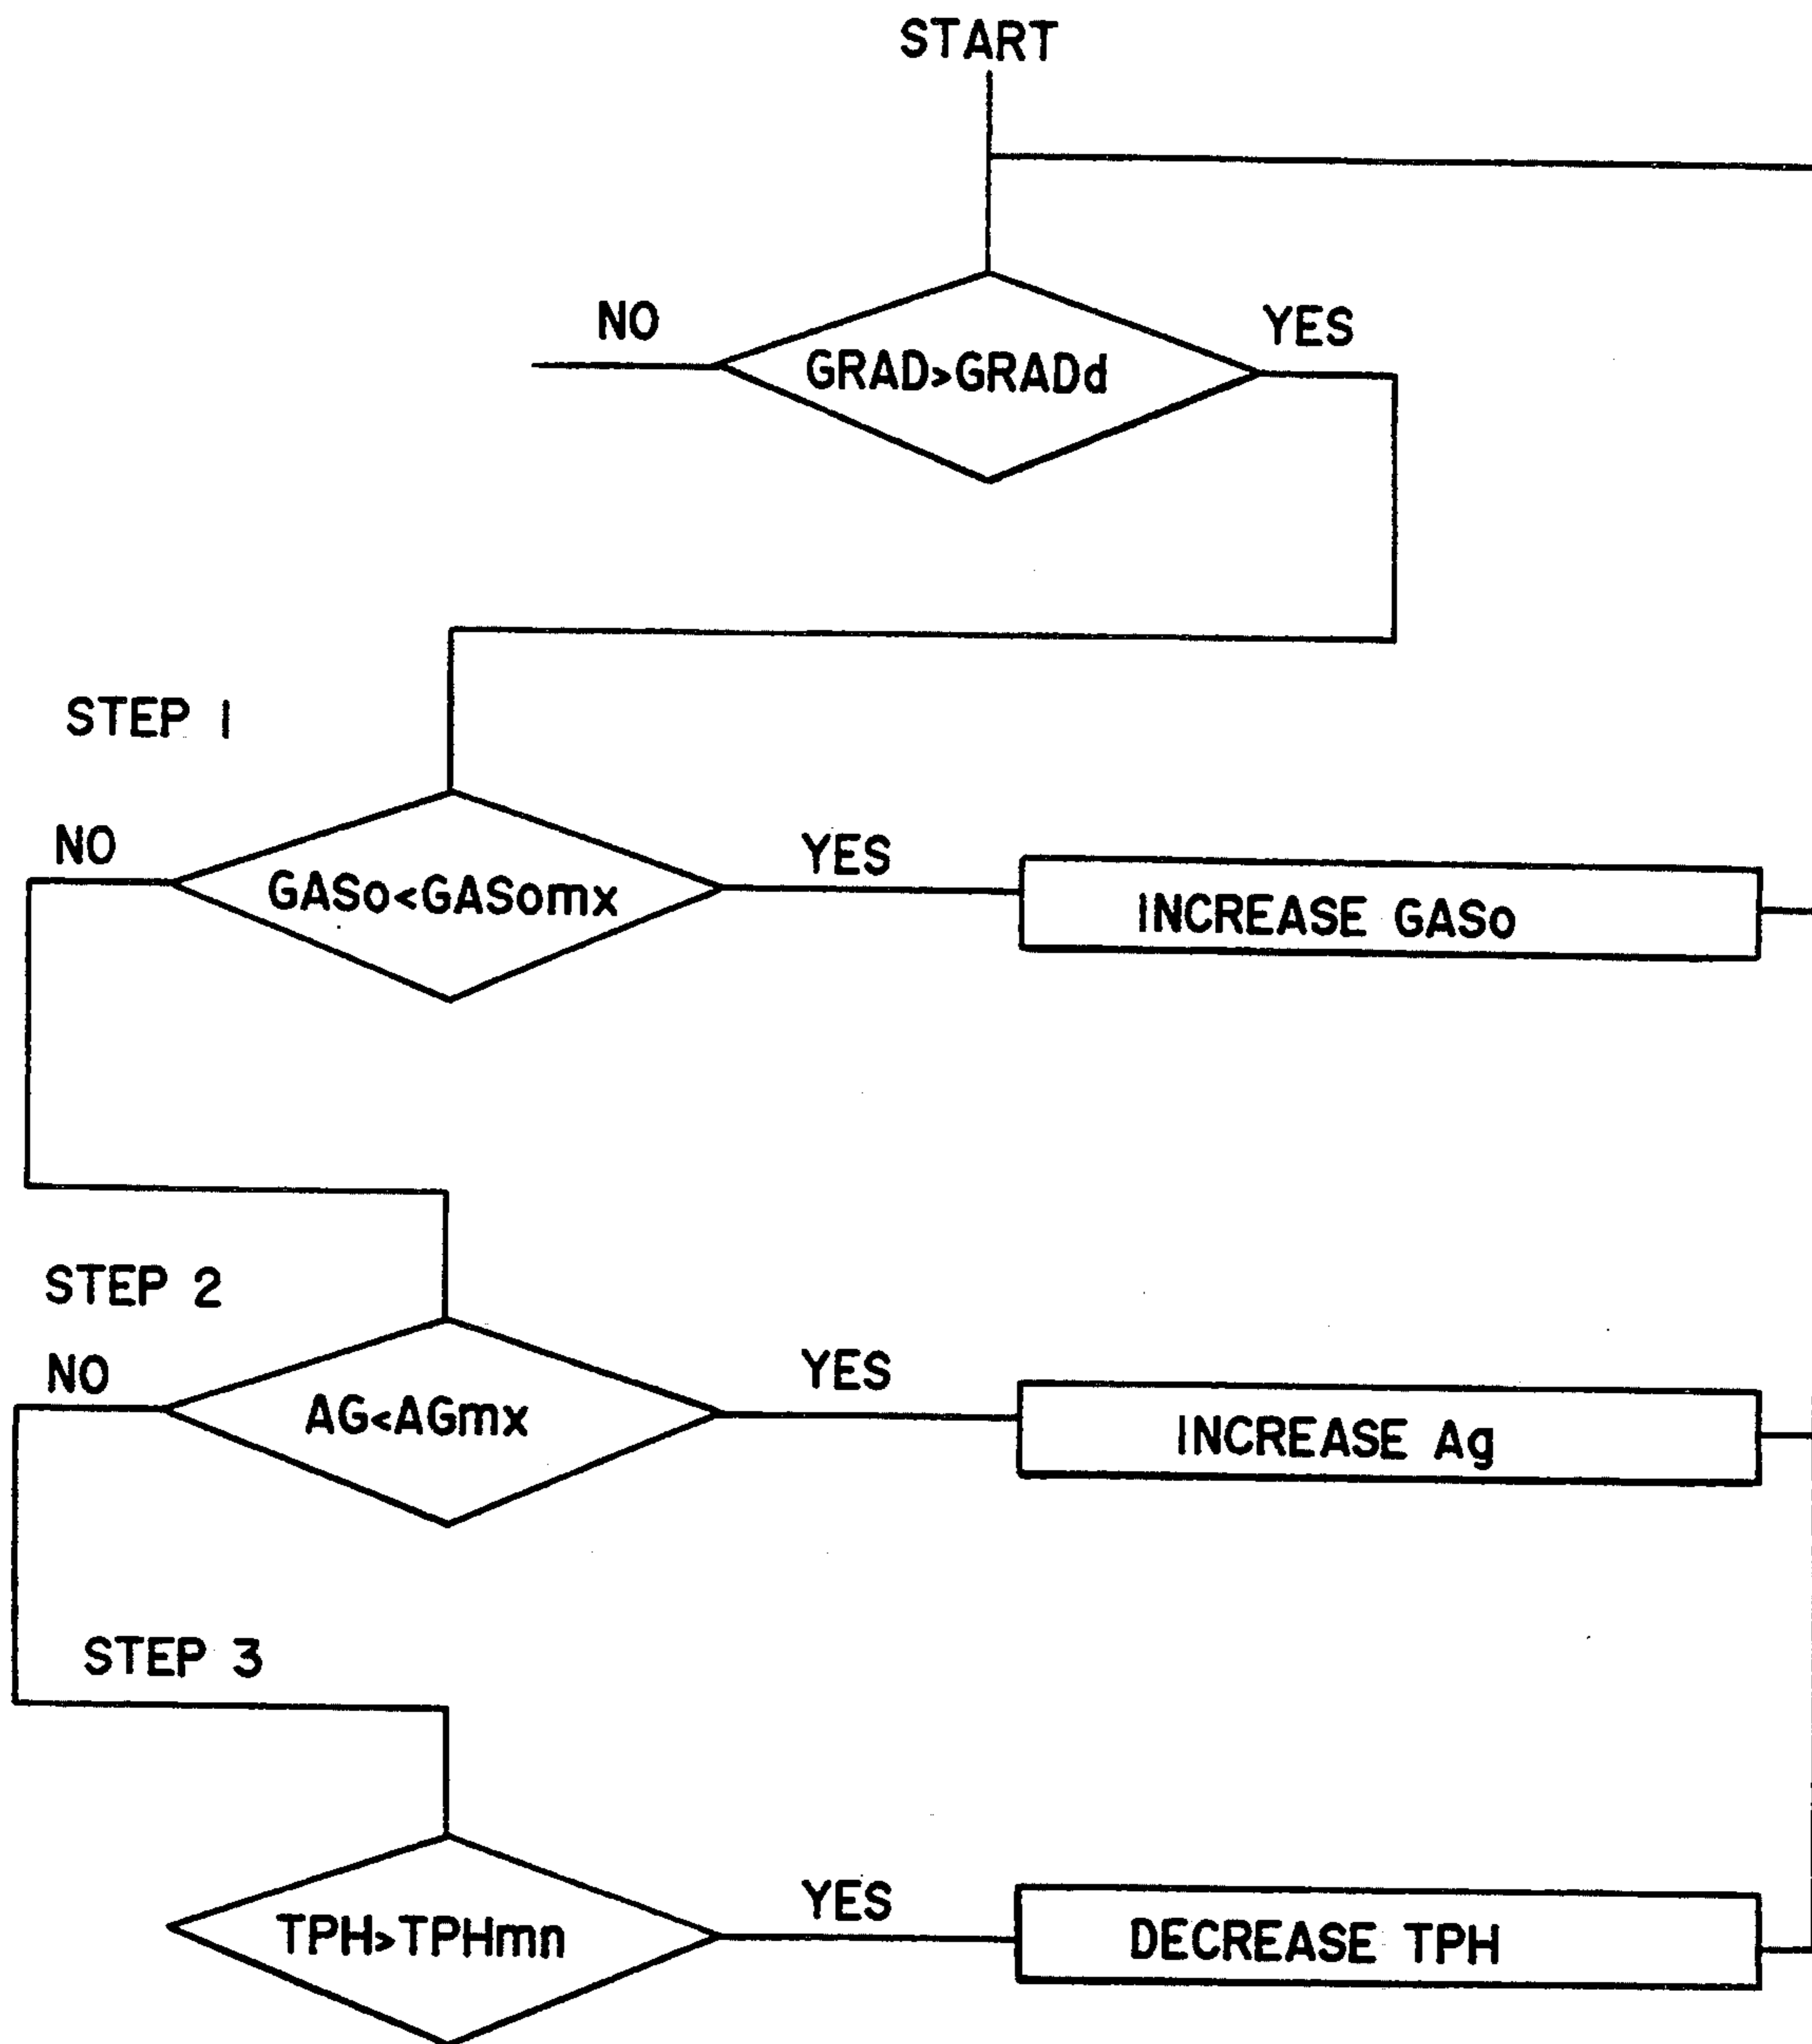 START
NO
YES
GRAD>GRADd
STEP 1
NO
YES
GASo<GASomx
INCREASE GASo
STEP 2
NO
YES
AG<AGmx
INCREASE Ag
STEP 3
YES
TPH>TPHmn
DECREASE TPH